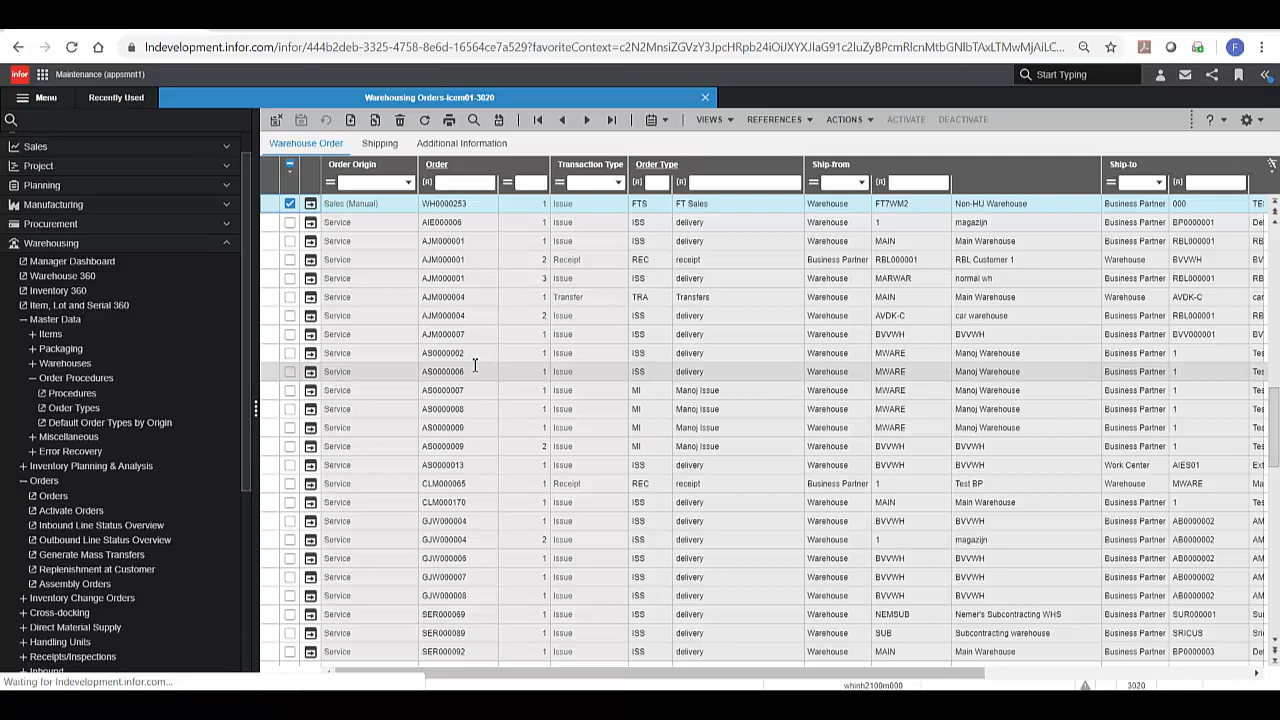 Indevelopment.infor.com/infor/444b2deb-3325-4758-8e6d-16564ce7a529?favoriteContext=
infor Maintenance (appsmnt1) Start Typing
Menu Recently Used Warehousing Orders-lcem01-3020
VIEWS REFERENCES ACTIONS ACTIVATE DEACTIVATE
Sales
Project
Planning
Manufacturing
Procurement
Warehousing
Manager Dashboard
Warehouse 360
Inventory 360
Item, Lot and Serial 360
Master Data
Items
Packaging
Warehouses
Order Procedures
Procedures
Order Types
Default Order Types by Origin
Miscellaneous
Error Recovery
Inventory Planning & Analysis
Orders
Orders
Activate Orders
Inbound Line Status Overview
Outbound Line Status Overview
Generate Mass Transfers
Replenishment at Customer
Assembly Orders
Inventory Change Orders
Cross-docking
Direct Material Supply
Handling Units
Receipts/Inspections
Inbound
Warehouse Order Shipping Additional Information
Order Origin Order Transaction Type Order Type Ship-from Ship-to
Sales (Manual) WH0000253 1 Issue FTS FT Sales Warehouse FT7WM2 Non-HU Warehouse Business Partner 000
Service AIE000006 1 Issue ISS delivery Warehouse 1 magazijn Business Partner BP0000001
Service AJM000001 1 Issue ISS delivery Warehouse MAIN Main Warehouse Business Partner RBL000001
Service AJM000001 2 Receipt REC receipt Business Partner RBL000001 RBL Customer 1 Warehouse BVVWH
Service AJM000001 3 Issue ISS delivery Warehouse MARWAR normal wh Business Partner RBL000001
Service AJM000004 1 Transfer TRA Transfers Warehouse MAIN Main Warehouse Warehouse AVDK-C car
Service AJM000004 2 Issue ISS delivery Warehouse AVDK-C car warehouse Business Partner RBL000001
Service AJM000007 1 Issue ISS delivery Warehouse BVVWH BVVWH Business Partner BVV000001
Service AS0000002 1 Issue ISS delivery Warehouse MWARE Manoj Warehouse Business Partner 1 Tes
Service AS0000006 1 Issue ISS delivery Warehouse MWARE Manoj Warehouse Business Partner 1 Tes
Service AS0000007 1 Issue MI Manoj Issue Warehouse MWARE Manoj Warehouse Business Partner 1 Tes
Service AS0000008 1 Issue MI Manoj Issue Warehouse MWARE Manoj Warehouse Business Partner 1 Tes
Service AS0000009 1 Issue MI Manoj Issue Warehouse MWARE Manoj Warehouse Business Partner 1 Tes
Service AS0000009 2 Issue MI Manoj Issue Warehouse BVVWH BVVWH Business Partner 1 Tes
Service AS0000013 1 Issue ISS delivery Warehouse BVVWH BVVWH Work Center AIES01 Ext
Service CLM000065 1 Receipt REC receipt Business Partner 1 Test BP Warehouse MWARE Ma
Service CLM000170 1 Issue ISS delivery Warehouse MAIN Main Warehouse Business Partner 1 Tes
Service GJW000004 1 Issue ISS delivery Warehouse BVVWH BVVWH Business Partner AB0000002 AM
Service GJW000004 2 Issue ISS delivery Warehouse 1 magazijn Business Partner AB0000002 AM
Service GJW000006 1 Issue ISS delivery Warehouse BVVWH BVVWH Business Partner AB0000002 AM
Service GJW000007 1 Issue ISS delivery Warehouse BVVWH BVVWH Business Partner AB0000002 AM
Service GJW000008 1 Issue ISS delivery Warehouse BVVWH BVVWH Business Partner AB0000002 AM
Service SER000069 1 Issue ISS delivery Warehouse NEMSUB Nemer's Subcontracting WHS Business Partner SUR000001
Service SER000089 1 Issue ISS delivery Warehouse SUB Subcontracting warehouse Business Partner SRICUS
Service SER000092 1 Issue ISS delivery Warehouse MAIN Main Warehouse Business Partner BP0000003
Waiting for Indevelopment.infor.com...
whinh2100m000 3020